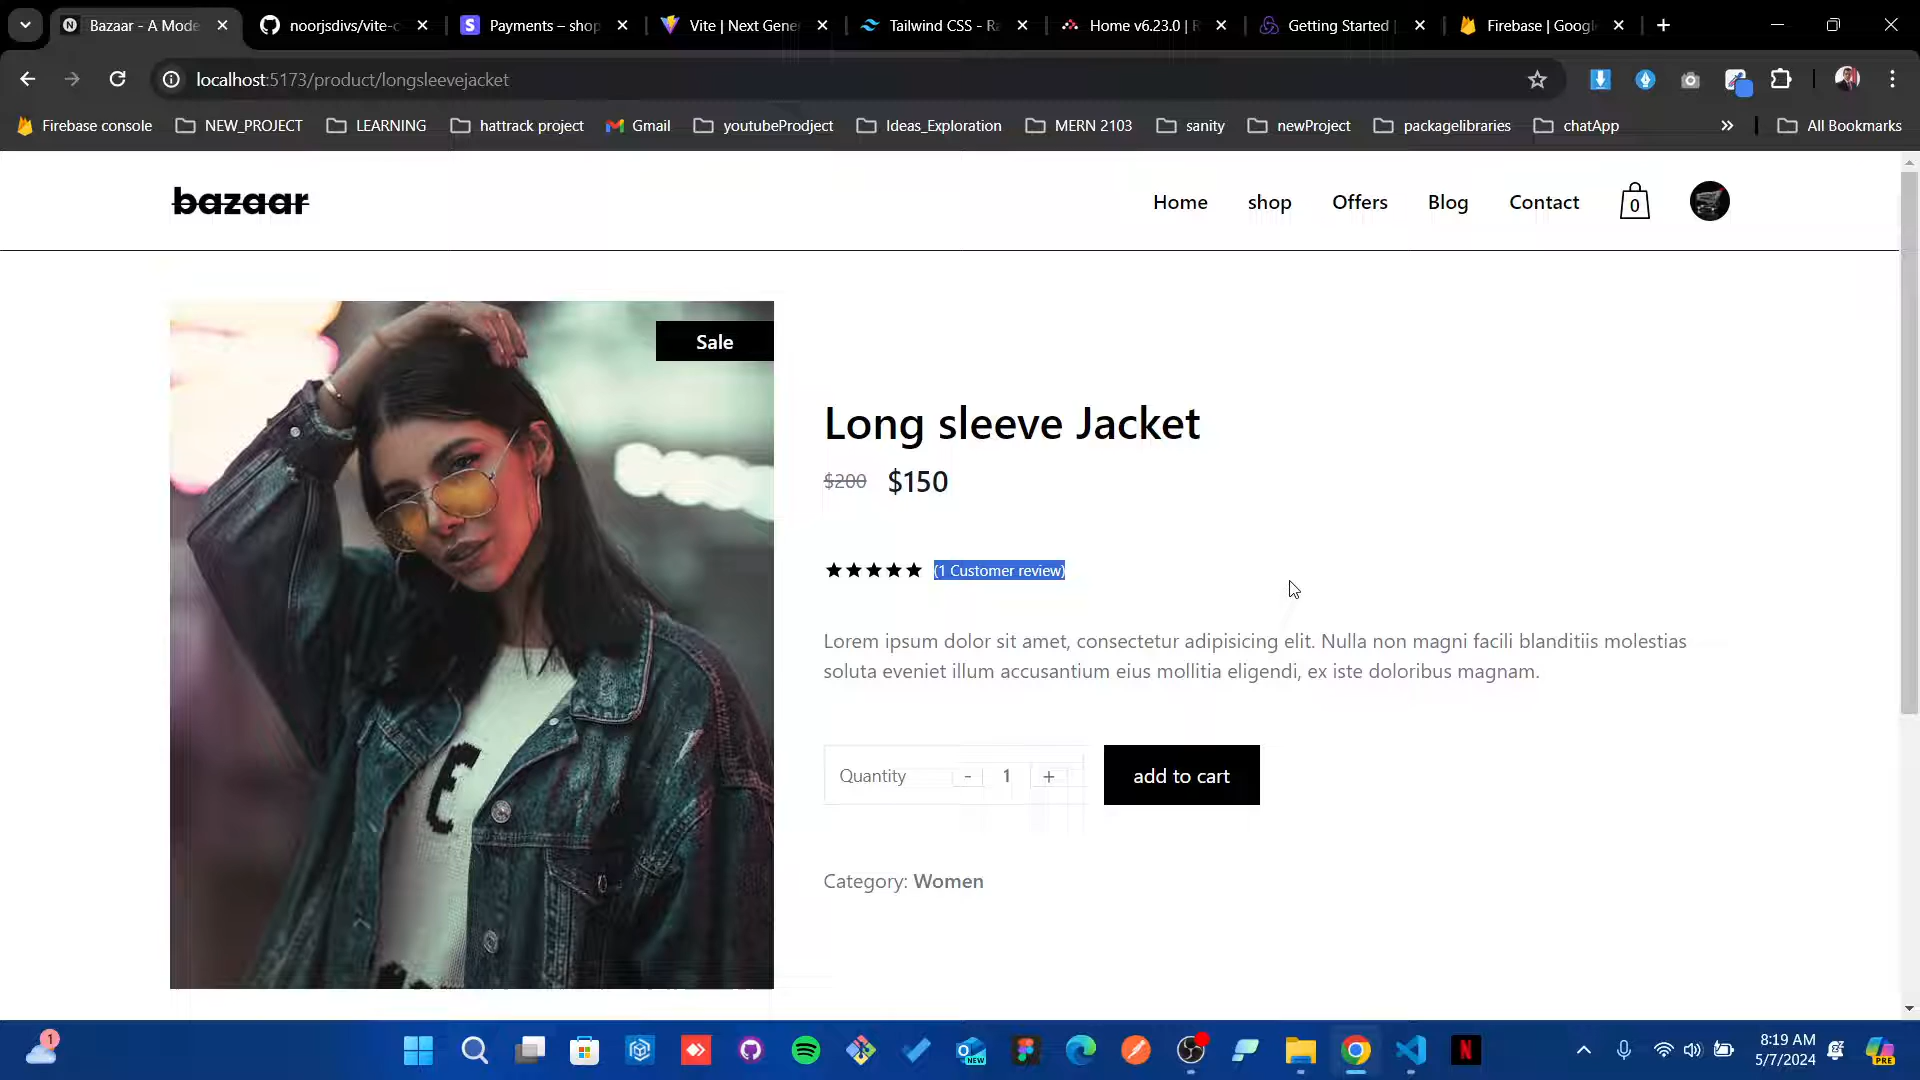 Bazaar - A Mode
noorjsdivs/vite-c
Payments – shop
Vite | Next Gene
Tailwind CSS - Ra
Home v6.23.0 | R
Getting Started |
Firebase | Googl
localhost:5173/product/longsleevejacket
Firebase console
NEW_PROJECT
LEARNING
hattrack project
Gmail
youtubeProdject
Ideas_Exploration
MERN 2103
sanity
newProject
packagelibraries
chatApp
All Bookmarks
bazaar
Home
shop
Offers
Blog
Contact
0
Sale
Long sleeve Jacket
$200 $150
(1 Customer review)
Lorem ipsum dolor sit amet, consectetur adipisicing elit. Nulla non magni facili blanditiis molestias
soluta eveniet illum accusantium eius mollitia eligendi, ex iste doloribus magnam.
Quantity - 1 +
add to cart
Category: Women
1
NEW
N
8:19 AM
5/7/2024
PRE